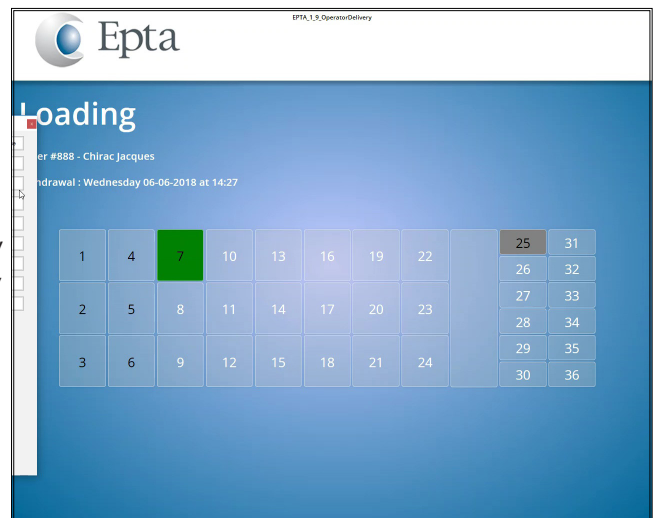 EPTA_1_9_OperatorDelivery
Epta
Loading
er #888 - Chirac Jacques
ndrawal : Wednesday 06-06-2018 at 14:27
1 4 7 10 13 16 19 22 25 31
26 32
2 5 8 11 14 17 20 23 27 33
28 34
3 6 9 12 15 18 21 24 29 35
30 36